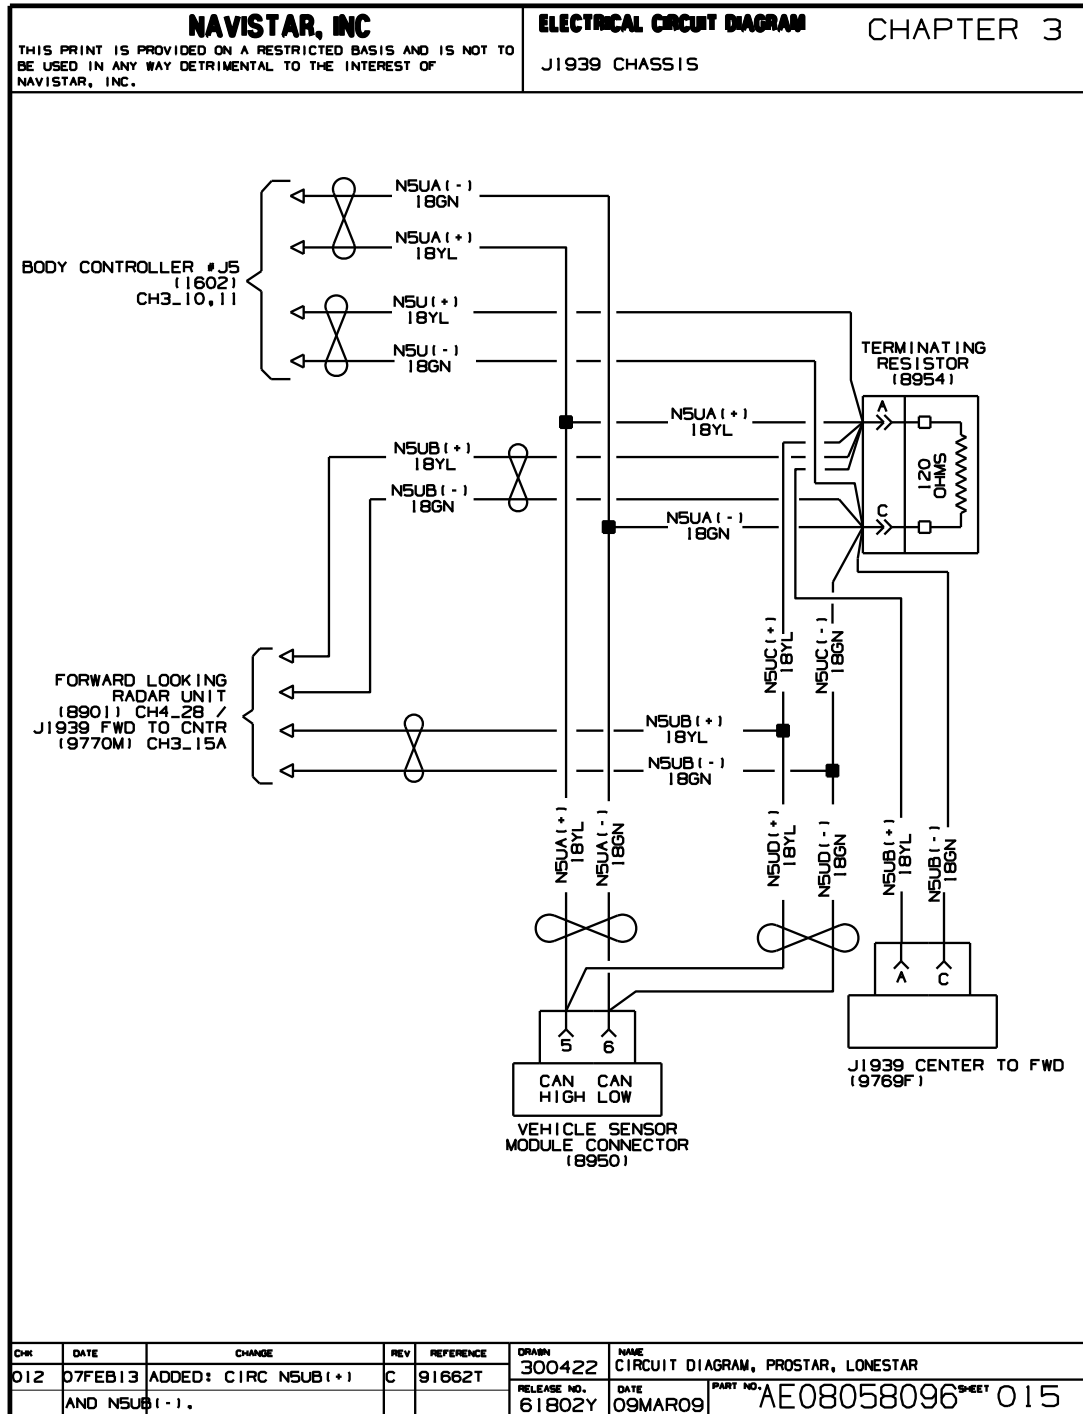 NAVISTAR, INC
THIS PRINT IS PROVIDED ON A RESTRICTED BASIS AND IS NOT TO
BE USED IN ANY WAY DETRIMENTAL TO THE INTEREST OF
NAVISTAR, INC.
ELECTRICAL CIRCUIT DIAGRAM
J1939 CHASSIS
CHAPTER 3
N5UA(-)
18GN
N5UA(+)
18YL
BODY CONTROLLER #J5
(1602)
CH3_10,11
N5U(+)
18YL
N5U(-)
18GN
TERMINATING
RESISTOR
(8954)
A
120
OHMS
C
N5UA(+)
18YL
N5UB(+)
18YL
N5UB(-)
18GN
N5UA(-)
18GN
N5UC(+)
18YL
N5UC(-)
18GN
FORWARD LOOKING
RADAR UNIT
(8901) CH4_28 /
J1939 FWD TO CNTR
(9770M) CH3_15A
N5UB(+)
18YL
N5UB(-)
18GN
N5UA(+)
18YL
N5UA(-)
18GN
N5UD(+)
18YL
N5UD(-)
18GN
N5UB(+)
18YL
N5UB(-)
18GN
A C
5 6
CAN CAN
HIGH LOW
VEHICLE SENSOR
MODULE CONNECTOR
(8950)
J1939 CENTER TO FWD
(9769F)
CHK DATE CHANGE REV REFERENCE
012 07FEB13 ADDED: CIRC N5UB(+) C 91662T
AND N5UB(-).
DRAWN
300422
NAME
CIRCUIT DIAGRAM, PROSTAR, LONESTAR
RELEASE NO.
61802Y
DATE
09MAR09
PART NO. AE08058096 SHEET 015